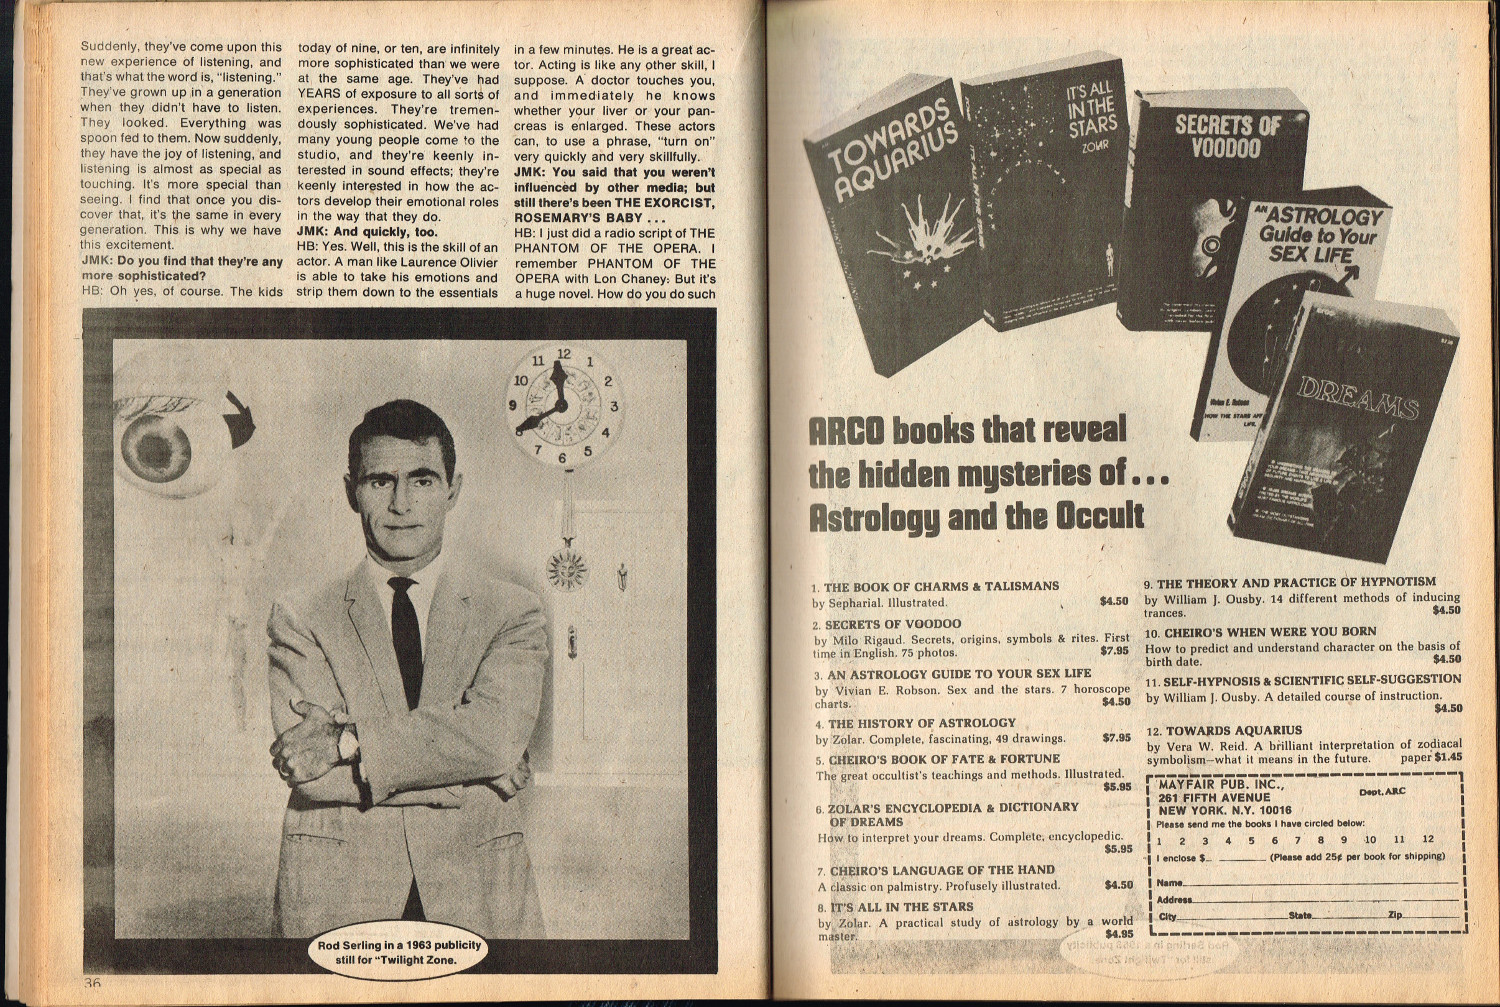 Suddenly, they've come upon this
new experience of listening, and
that's what the word is, "listening."
They've grown up in a generation
when they didn't have to listen.
They looked. Everything was
spoon fed to them. Now suddenly,
they have the joy of listening, and
listening is almost as special as
touching. It's more special than
seeing. I find that once you dis-
cover that, it's the same in every
generation. This is why we have
this excitement.
JMK: Do you find that they're any
more sophisticated?
HB: Oh yes, of course. The kids
today of nine, or ten, are infinitely
more sophisticated than we were
at the same age. They've had
YEARS of exposure to all sorts of
experiences. They're tremen-
dously sophisticated. We've had
many young people come to the
studio, and they're keenly in-
terested in sound effects; they're
keenly interested in how the ac-
tors develop their emotional roles
in the way that they do.
JMK: And quickly, too.
HB: Yes. Well, this is the skill of an
actor. A man like Laurence Olivier
is able to take his emotions and
strip them down to the essentials
in a few minutes. He is a great ac-
tor. Acting is like any other skill, I
suppose. A doctor touches you,
and immediately he knows
whether your liver or your pan-
creas is enlarged. These actors
can, to use a phrase, "turn on"
very quickly and very skillfully.
JMK: You said that you weren't
influenced by other media; but
still there's been THE EXORCIST,
ROSEMARY'S BABY . . .
HB: I just did a radio script of THE
PHANTOM OF THE OPERA. I
remember PHANTOM OF THE
OPERA with Lon Chaney: But it's
a huge novel. How do you do such
12
1
2
3
4
5
6
7
8
9
10
11
Rod Serling in a 1963 publicity
still for "Twilight Zone.
36
TOWARDS
AQUARIUS
IT'S ALL
IN THE
STARS
ZOLAR
SECRETS OF
VOODOO
AN ASTROLOGY
Guide to Your
SEX LIFE
Vivian E. Robson
HOW THE STARS
LIFE,
ARCO
DREAMS
ARCO books that reveal
the hidden mysteries of...
Astrology and the Occult
1. THE BOOK OF CHARMS & TALISMANS
by Sepharial. Illustrated. $4.50
2. SECRETS OF VOODOO
by Milo Rigaud. Secrets, origins, symbols & rites. First
time in English. 75 photos. $7.95
3. AN ASTROLOGY GUIDE TO YOUR SEX LIFE
by Vivian E. Robson. Sex and the stars. 7 horoscope
charts. $4.50
4. THE HISTORY OF ASTROLOGY
by Zolar. Complete, fascinating, 49 drawings. $7.95
5. CHEIRO'S BOOK OF FATE & FORTUNE
The great occultist's teachings and methods. Illustrated.
$5.95
6. ZOLAR'S ENCYCLOPEDIA & DICTIONARY
OF DREAMS
How to interpret your dreams. Complete, encyclopedic.
$5.95
7. CHEIRO'S LANGUAGE OF THE HAND
A classic on palmistry. Profusely illustrated. $4.50
8. IT'S ALL IN THE STARS
by Zolar. A practical study of astrology by a world
master. $4.95
9. THE THEORY AND PRACTICE OF HYPNOTISM
by William J. Ousby. 14 different methods of inducing
trances. $4.50
10. CHEIRO'S WHEN WERE YOU BORN
How to predict and understand character on the basis of
birth date. $4.50
11. SELF-HYPNOSIS & SCIENTIFIC SELF-SUGGESTION
by William J. Ousby. A detailed course of instruction.
$4.50
12. TOWARDS AQUARIUS
by Vera W. Reid. A brilliant interpretation of zodiacal
symbolism—what it means in the future. paper $1.45
MAYFAIR PUB. INC., Dept. ARC
261 FIFTH AVENUE
NEW YORK. N.Y. 10016
Please send me the books I have circled below:
1 2 3 4 5 6 7 8 9 10 11 12
I enclose $ (Please add 25¢ per book for shipping)
Name
Address
City State Zip